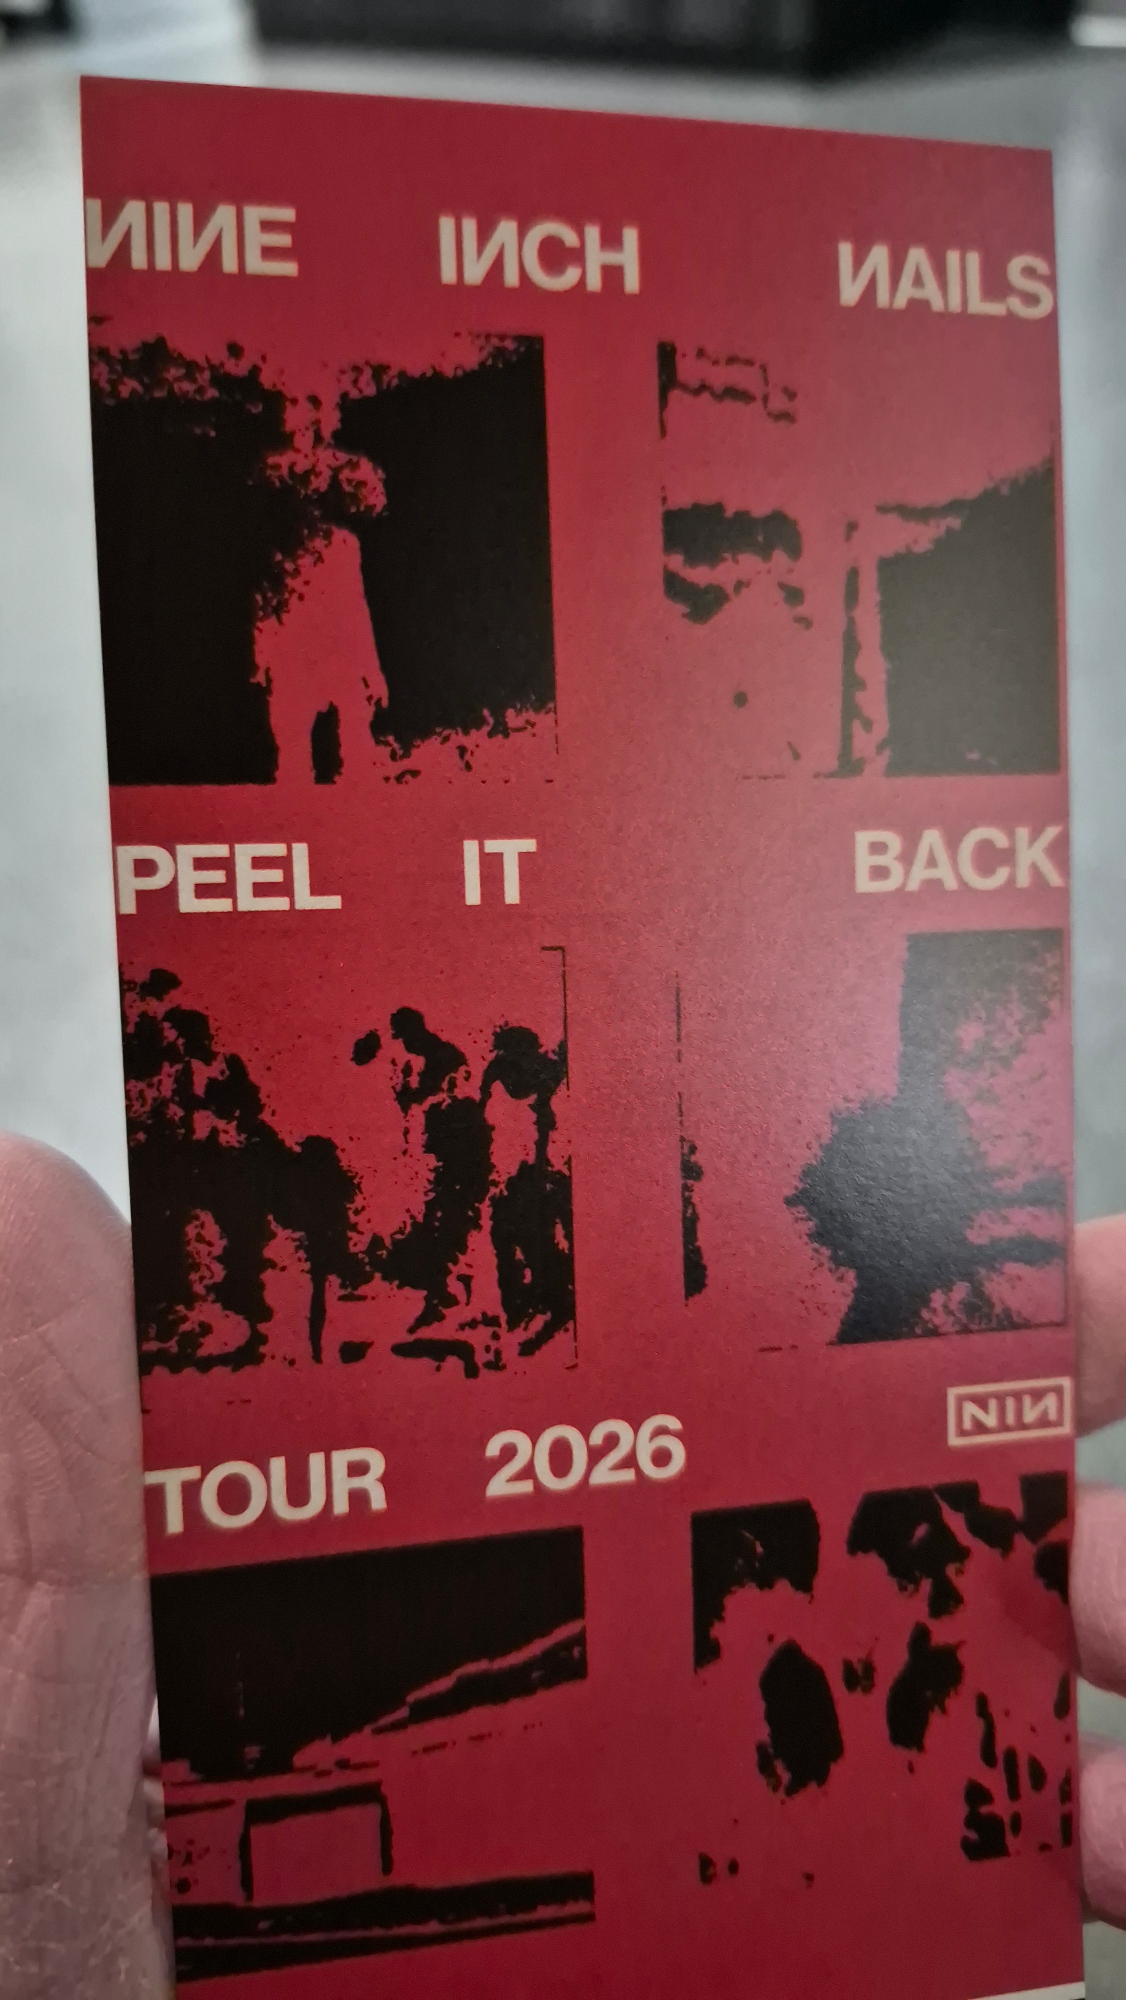 NINE INCH NAILS
PEEL IT BACK
TOUR 2026
NIN